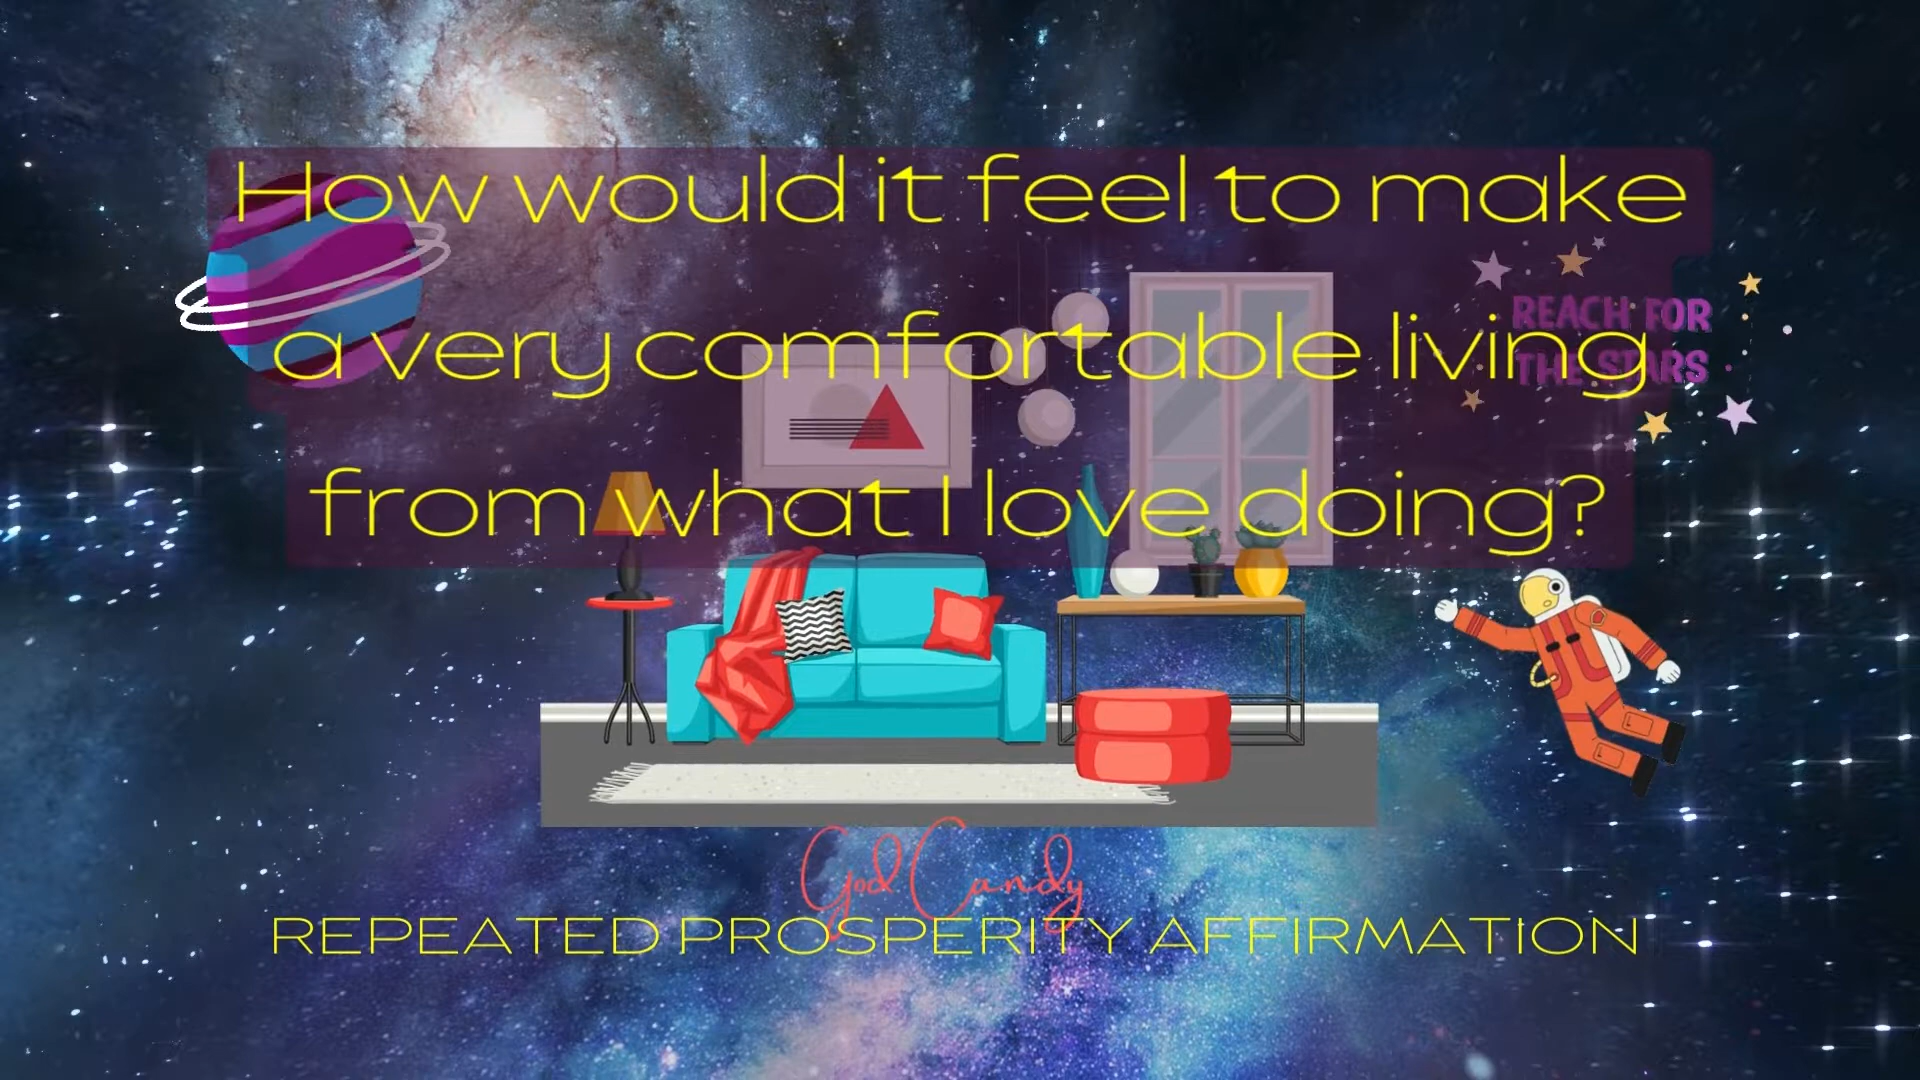 How would it feel to make
a very comfortable living
from what I love doing?
REACH FOR
THE STARS
God Candy
REPEATED PROSPERITY AFFIRMATION